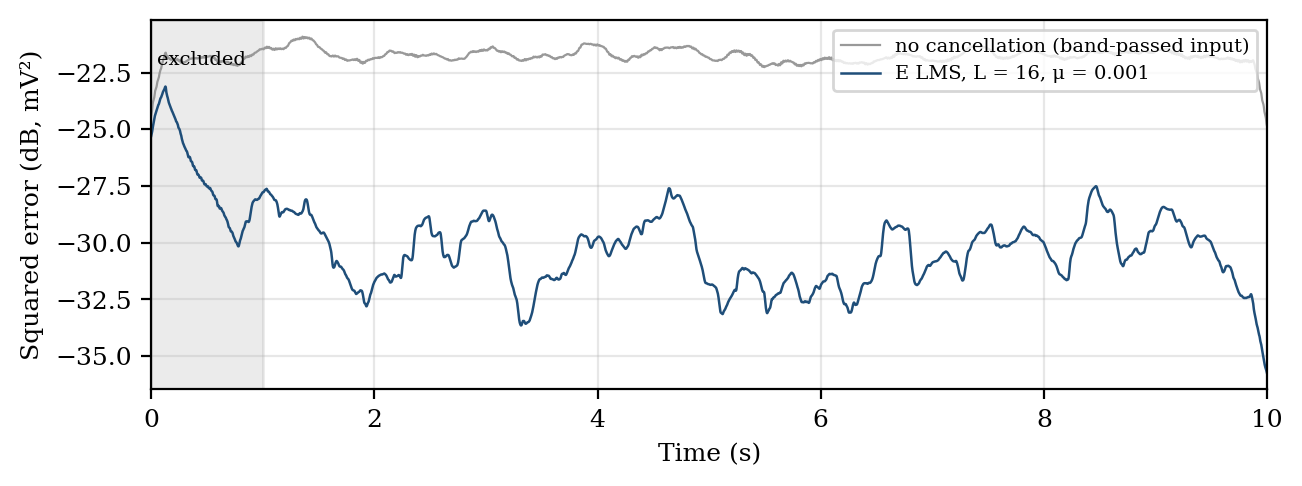 Squared error (dB, mV²)
−22.5
−25.0
−27.5
−30.0
−32.5
−35.0
excluded
no cancellation (band-passed input)
E LMS, L = 16, μ = 0.001
0 2 4 6 8 10
Time (s)